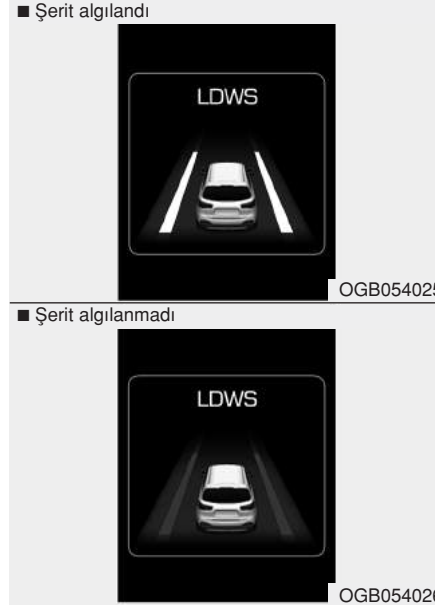 ■ Şerit algılandı
LDWS
OGB054025
■ Şerit algılanmadı
LDWS
OGB054026